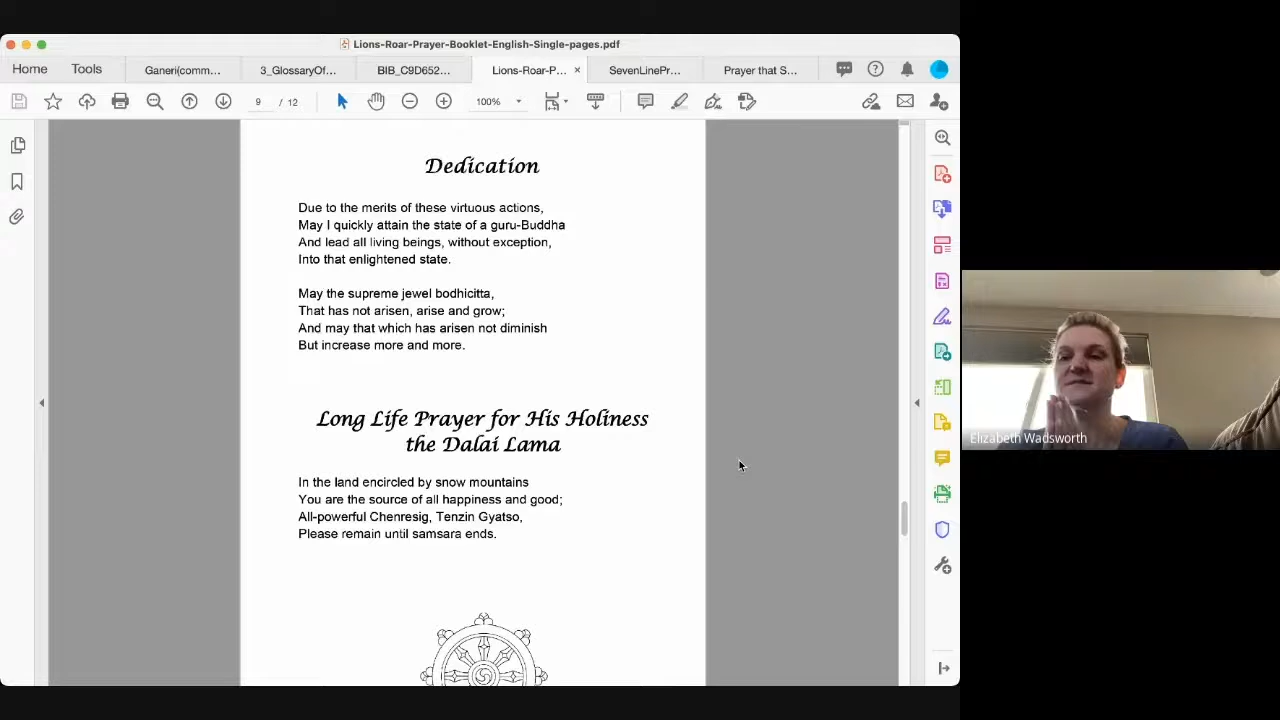 Lions-Roar-Prayer-Booklet-English-Single-pages.pdf
Home
Tools
Ganeri(comm...
3_GlossaryOf...
BIB_C9D652...
Lions-Roar-P...
SevenLinePr...
Prayer that S...
9 / 12
100%
Dedication
Due to the merits of these virtuous actions,
May I quickly attain the state of a guru-Buddha
And lead all living beings, without exception,
Into that enlightened state.
May the supreme jewel bodhicitta,
That has not arisen, arise and grow;
And may that which has arisen not diminish
But increase more and more.
Long Life Prayer for His Holiness
the Dalai Lama
In the land encircled by snow mountains
You are the source of all happiness and good;
All-powerful Chenresig, Tenzin Gyatso,
Please remain until samsara ends.
Elizabeth Wadsworth